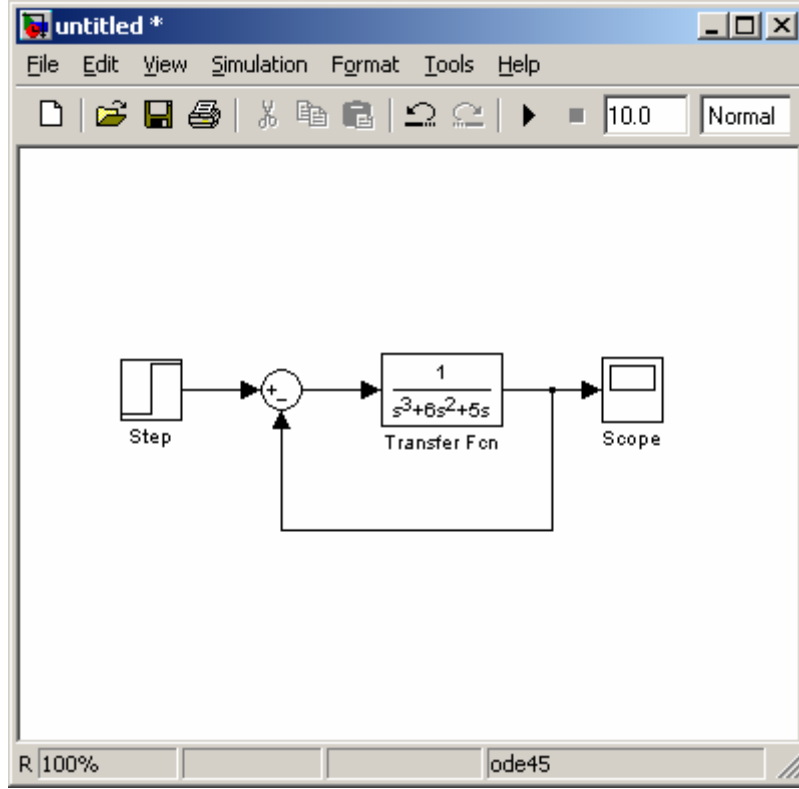 untitled *
File Edit View Simulation Format Tools Help
10.0 Normal
+
−
1
s³+6s²+5s
Step
Transfer Fcn
Scope
R 100% ode45